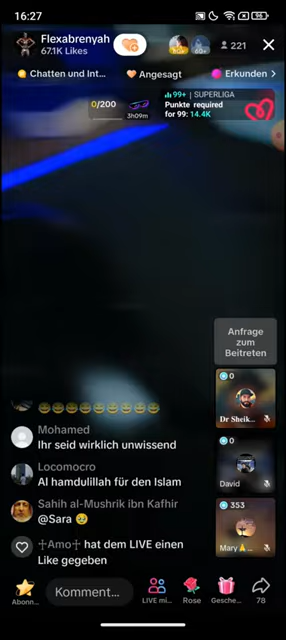 16:27
96
Flexabrenyah
67.1K Likes
221
Chatten und Int...
Angesagt
Erkunden >
0/200
3h09m
99+ | SUPERLIGA
Punkte required
for 99: 14.4K
Anfrage
zum
Beitreten
0
Dr Sheik...
0
David
353
Mary🙏...
😅😅😅😅😅😅😅😅😅
Mohamed
Ihr seid wirklich unwissend
Locomocro
Al hamdulillah für den Islam
Sahih al-Mushrik ibn Kafhir
@Sara 🥹
♰Amo♰ hat dem LIVE einen
Like gegeben
Abonn...
Komment...
LIVE mi...
Rose
Gesche...
78